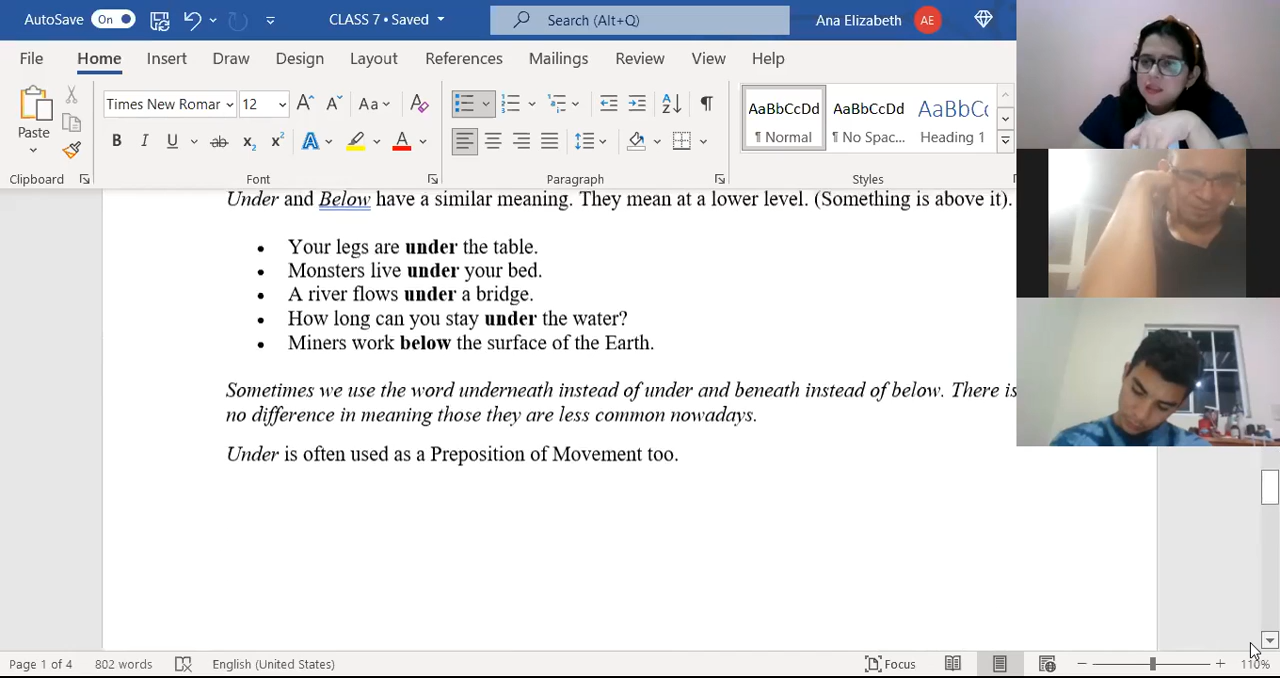 AutoSave On CLASS 7 • Saved Search (Alt+Q) Ana Elizabeth AE
File Home Insert Draw Design Layout References Mailings Review View Help
Paste Times New Romar 12 Aa A AaBbCcDd AaBbCcDd AaBbCc
B I U ab x2 x2 A A ¶ Normal ¶ No Spac... Heading 1
Clipboard Font Paragraph Styles
Under and Below have a similar meaning. They mean at a lower level. (Something is above it).
• Your legs are under the table.
• Monsters live under your bed.
• A river flows under a bridge.
• How long can you stay under the water?
• Miners work below the surface of the Earth.
Sometimes we use the word underneath instead of under and beneath instead of below. There is
no difference in meaning those they are less common nowadays.
Under is often used as a Preposition of Movement too.
Page 1 of 4 802 words English (United States) Focus 110%